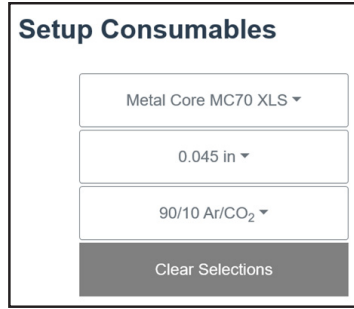 Setup Consumables
Metal Core MC70 XLS
0.045 in
90/10 Ar/CO₂
Clear Selections